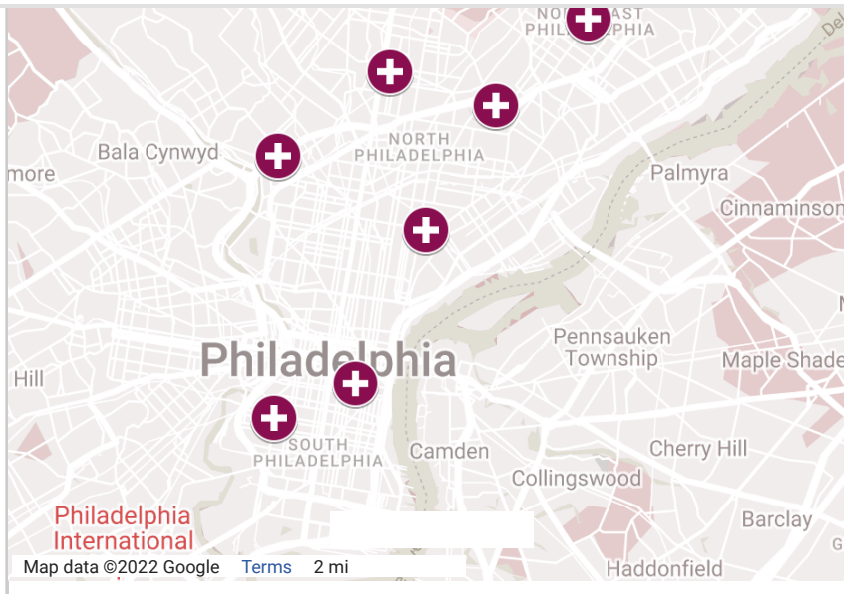 NORTHEAST
PHILADELPHIA
Del
NORTH
PHILADELPHIA
Bala Cynwyd
more
Palmyra
Cinnaminson
Pennsauken
Township
Philadelphia
Maple Shade
Hill
SOUTH
PHILADELPHIA
Camden
Cherry Hill
Collingswood
Philadelphia
International
Barclay
G
Haddonfield
Map data ©2022 Google Terms 2 mi